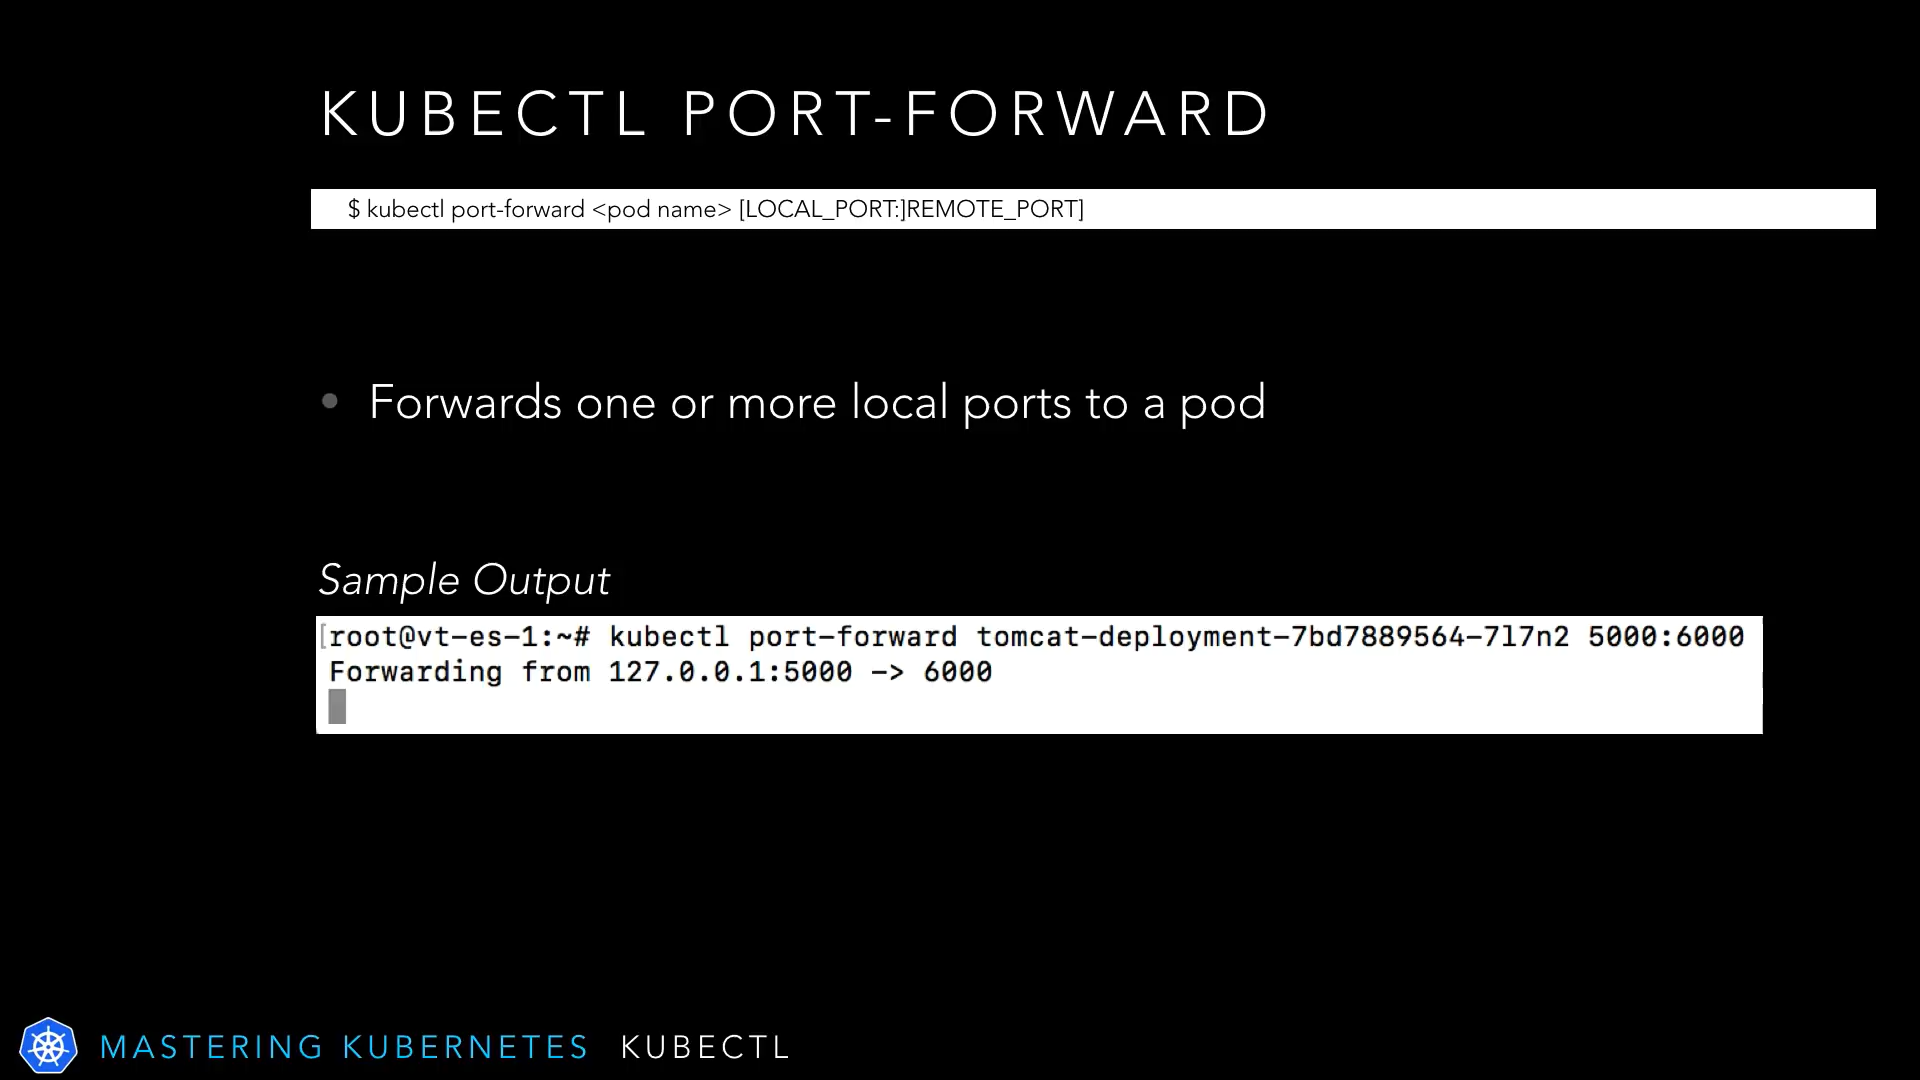 KUBECTL PORT-FORWARD
$ kubectl port-forward <pod name> [LOCAL_PORT:]REMOTE_PORT]
• Forwards one or more local ports to a pod
Sample Output
[root@vt-es-1:~# kubectl port-forward tomcat-deployment-7bd7889564-7l7n2 5000:6000
Forwarding from 127.0.0.1:5000 -> 6000
MASTERING KUBERNETES KUBECTL